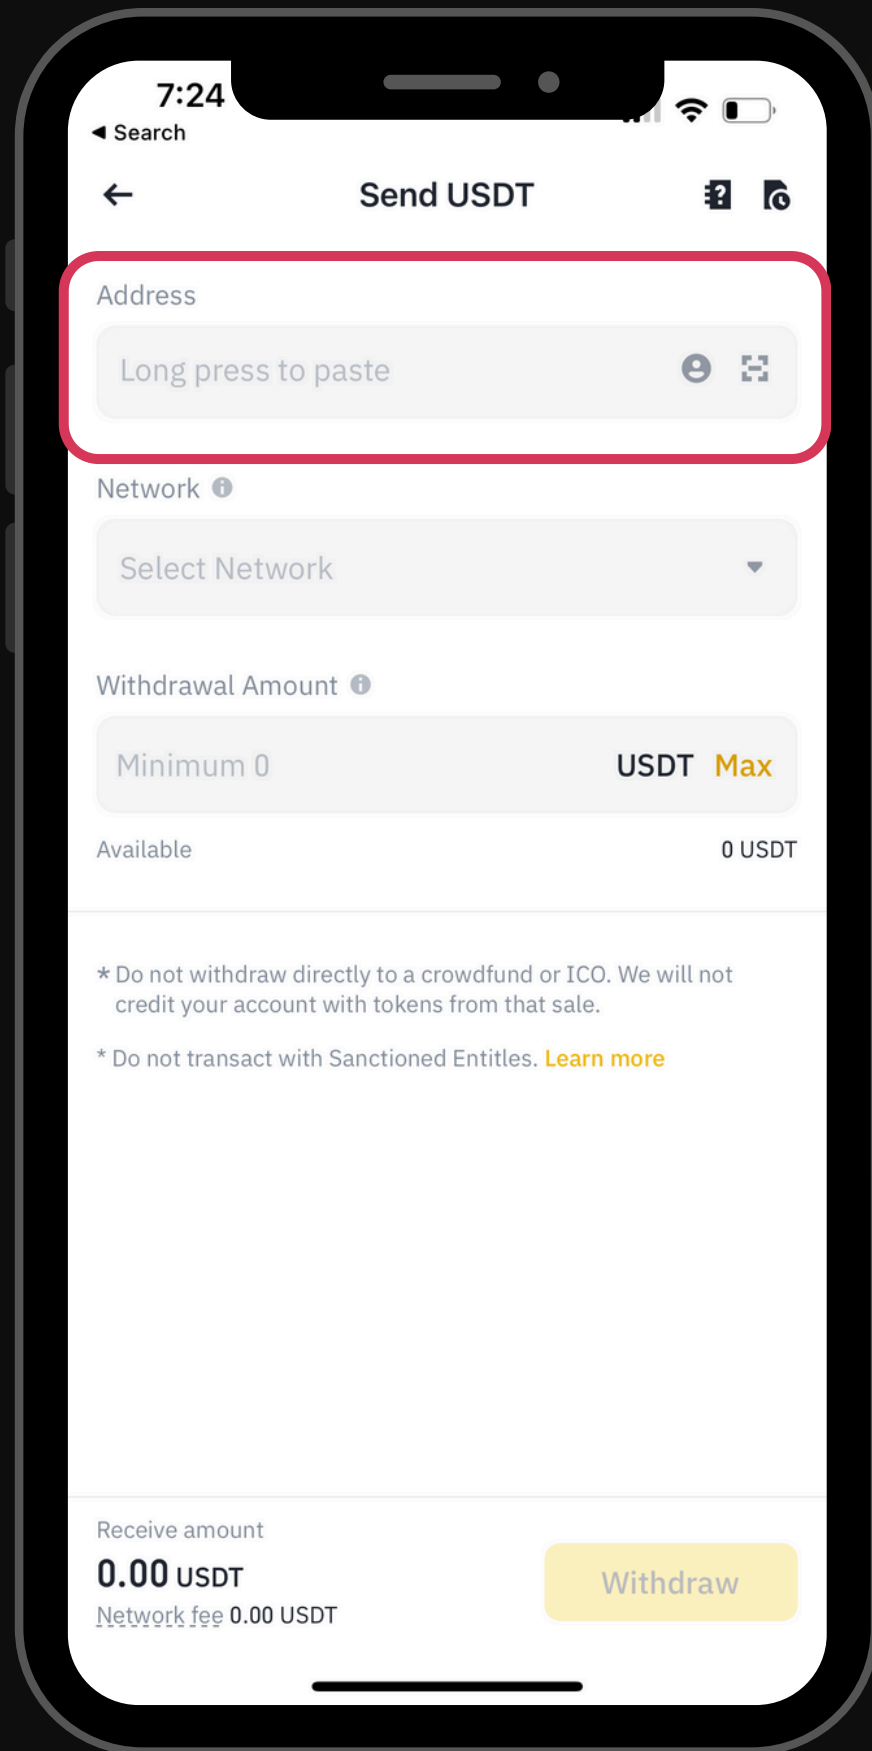 7:24
◀ Search
Send USDT
Address
Long press to paste
Network
Select Network
Withdrawal Amount
Minimum 0 USDT Max
Available 0 USDT
* Do not withdraw directly to a crowdfund or ICO. We will not
credit your account with tokens from that sale.
* Do not transact with Sanctioned Entitles. Learn more
Receive amount
0.00 USDT
Withdraw
Network fee 0.00 USDT